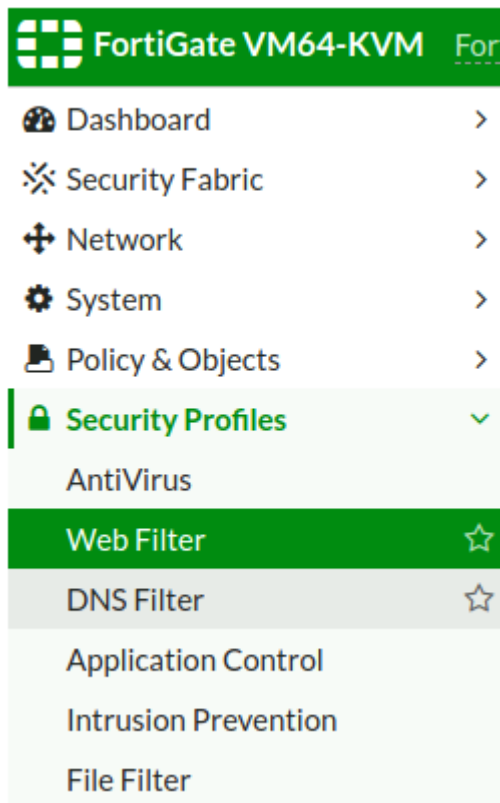 FortiGate VM64-KVM For
Dashboard
Security Fabric
Network
System
Policy & Objects
Security Profiles
AntiVirus
Web Filter
DNS Filter
Application Control
Intrusion Prevention
File Filter